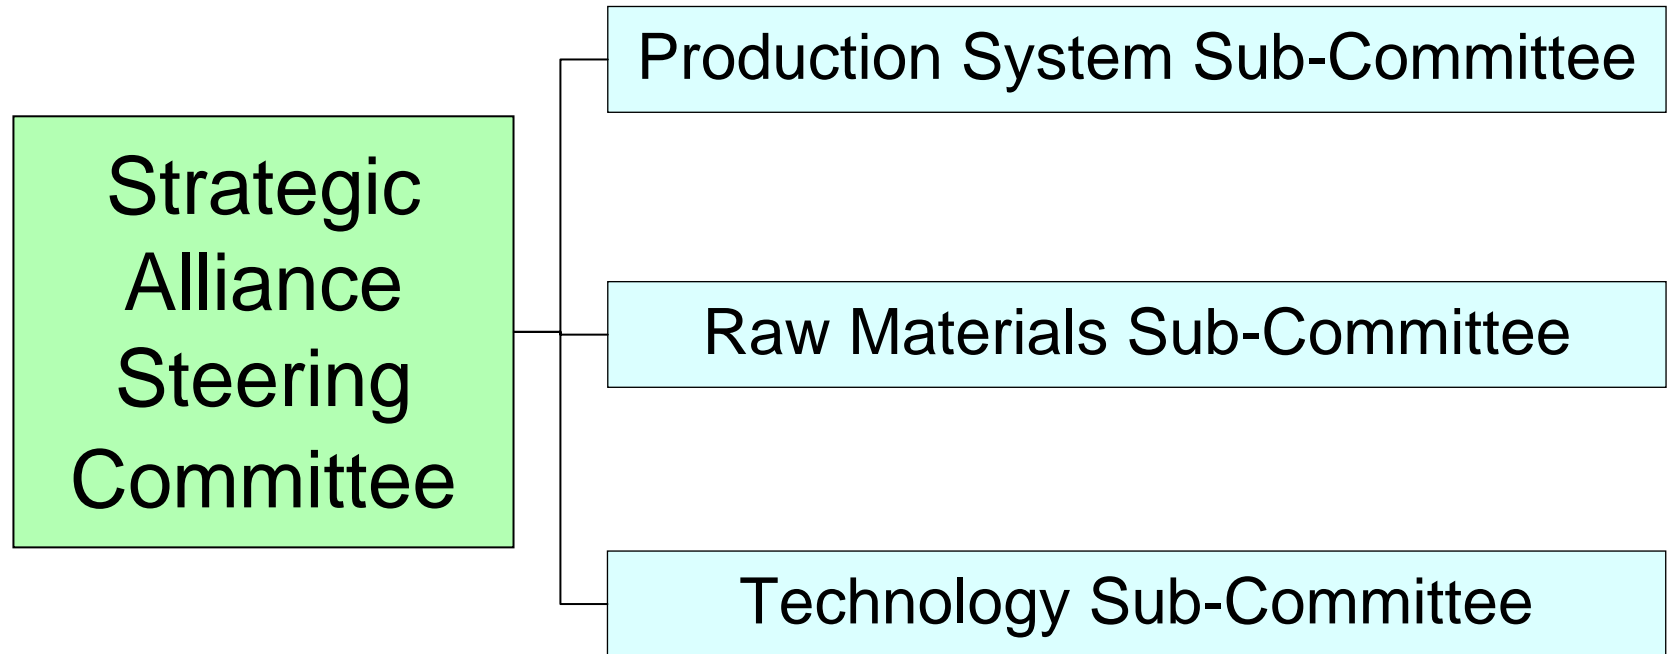 Production System Sub-Committee
Strategic
Alliance
Steering
Committee
Raw Materials Sub-Committee
Technology Sub-Committee